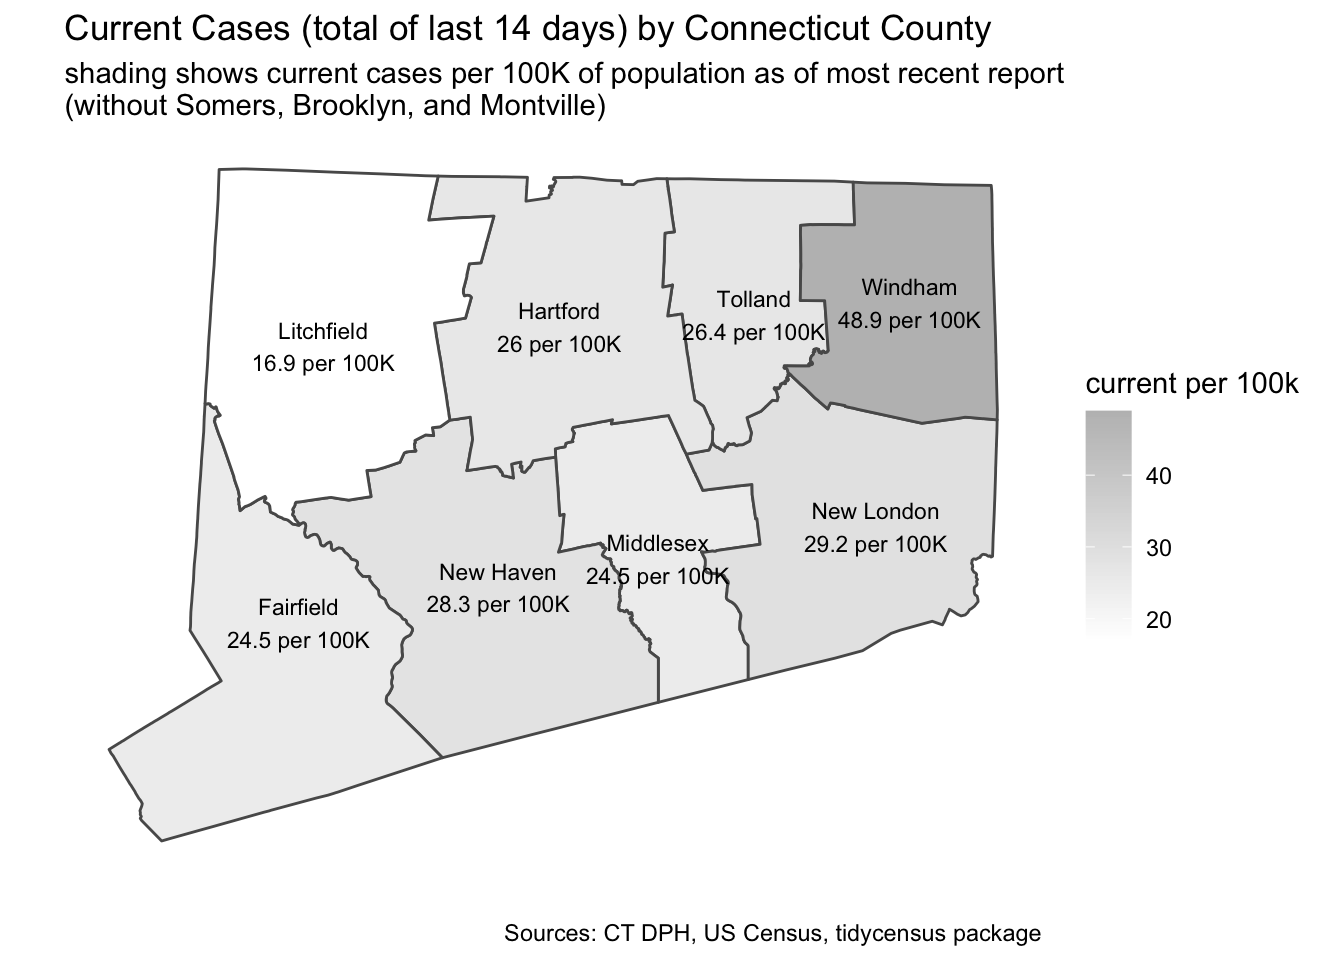 Current Cases (total of last 14 days) by Connecticut County
shading shows current cases per 100K of population as of most recent report
(without Somers, Brooklyn, and Montville)
Windham
48.9 per 100K
Tolland
26.4 per 100K
Hartford
26 per 100K
Litchfield
16.9 per 100K
New London
29.2 per 100K
Middlesex
24.5 per 100K
New Haven
28.3 per 100K
Fairfield
24.5 per 100K
current per 100k
40
30
20
Sources: CT DPH, US Census, tidycensus package